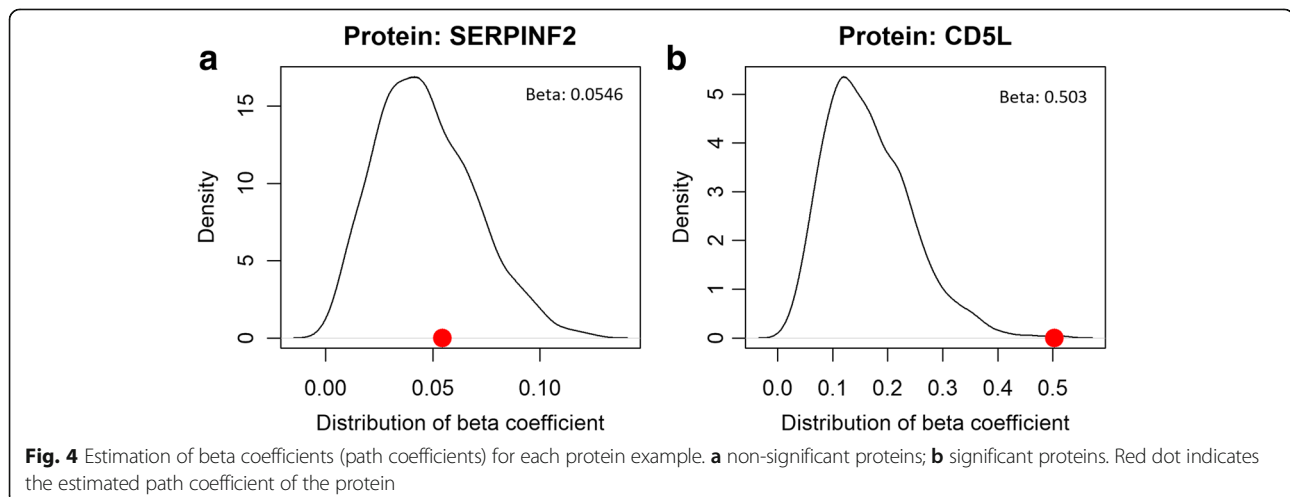 Protein: SERPINF2
a
Beta: 0.0546
Density
15
10
5
0
0.00 0.05 0.10
Distribution of beta coefficient
Protein: CD5L
b
Beta: 0.503
Density
5
4
3
2
1
0
0.0 0.1 0.2 0.3 0.4 0.5
Distribution of beta coefficient
Fig. 4 Estimation of beta coefficients (path coefficients) for each protein example. a non-significant proteins; b significant proteins. Red dot indicates
the estimated path coefficient of the protein